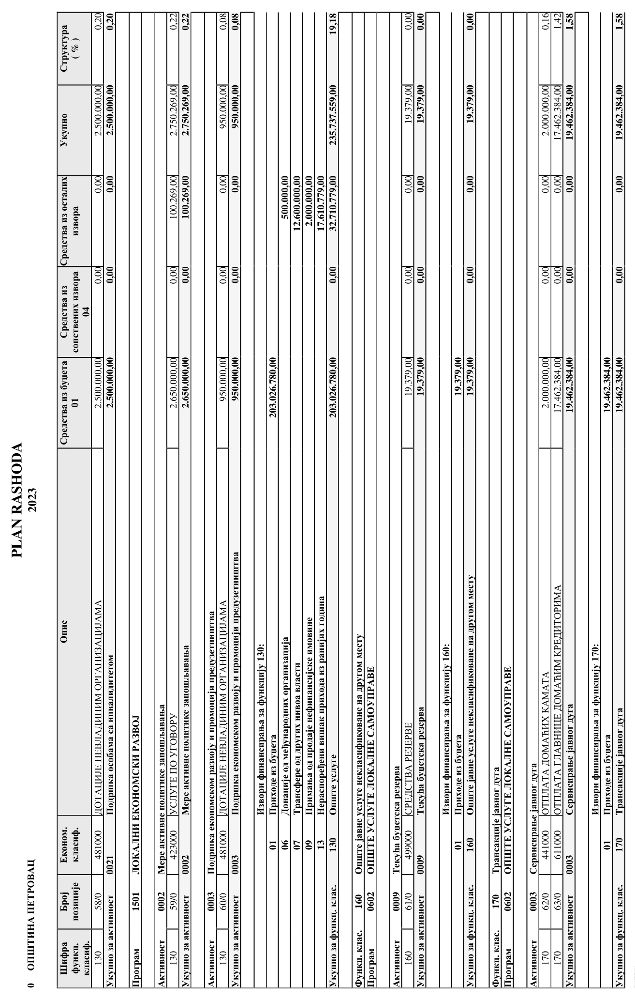 PLAN RASHODA
2023
0 ОПШТИНА ПЕТРОВАЦ
Шифра функц. класиф. Број позиције Економ. класиф. Опис Средства из буџета 01 Средства из сопствених извора 04 Средства из осталих извора Укупно Структура ( % )
130 58/0 481000 ДОТАЦИЈЕ НЕВЛАДИНИМ ОРГАНИЗАЦИЈАМА 2.500.000,00 0,00 0,00 2.500.000,00 0,20
Укупно за активност 0021 Подршка особама са инвалидитетом 2.500.000,00 0,00 0,00 2.500.000,00 0,20
Програм 1501 ЛОКАЛНИ ЕКОНОМСКИ РАЗВОЈ
Активност 0002 Мере активне политике запошљавања
130 59/0 423000 УСЛУГЕ ПО УГОВОРУ 2.650.000,00 0,00 100.269,00 2.750.269,00 0,22
Укупно за активност 0002 Мере активне политике запошљавања 2.650.000,00 0,00 100.269,00 2.750.269,00 0,22
Активност 0003 Подршка економском развоју и промоцији предузетништва
130 60/0 481000 ДОТАЦИЈЕ НЕВЛАДИНИМ ОРГАНИЗАЦИЈАМА 950.000,00 0,00 0,00 950.000,00 0,08
Укупно за активност 0003 Подршка економском развоју и промоцији предузетништва 950.000,00 0,00 0,00 950.000,00 0,08
Извори финансирања за функцију 130:
01 Приходе из буџета 203.026.780,00
06 Донације од међународних организација 500.000,00
07 Трансфере од других нивоа власти 12.600.000,00
09 Примања од продаје нефинансијске имовине 2.000.000,00
13 Нераспоређени вишак прихода из ранијих година 17.610.779,00
Укупно за функц. клас. 130 Опште услуге 203.026.780,00 0,00 32.710.779,00 235.737.559,00 19,18
Функц. клас. 160 Опште јавне услуге некласификоване на другом месту
Програм 0602 ОПШТЕ УСЛУГЕ ЛОКАЛНЕ САМОУПРАВЕ
Активност 0009 Текућа буџетска резерва
160 61/0 499000 СРЕДСТВА РЕЗЕРВЕ 19.379,00 0,00 0,00 19.379,00 0,00
Укупно за активност 0009 Текућа буџетска резерва 19.379,00 0,00 0,00 19.379,00 0,00
Извори финансирања за функцију 160:
01 Приходе из буџета 19.379,00
Укупно за функц. клас. 160 Опште јавне услуге некласификоване на другом месту 19.379,00 0,00 0,00 19.379,00 0,00
Функц. клас. 170 Трансакције јавног дуга
Програм 0602 ОПШТЕ УСЛУГЕ ЛОКАЛНЕ САМОУПРАВЕ
Активност 0003 Сервисирање јавног дуга
170 62/0 441000 ОТПЛАТА ДОМАЋИХ КАМАТА 2.000.000,00 0,00 0,00 2.000.000,00 0,16
170 63/0 611000 ОТПЛАТА ГЛАВНИЦЕ ДОМАЋИМ КРЕДИТОРИМА 17.462.384,00 0,00 0,00 17.462.384,00 1,42
Укупно за активност 0003 Сервисирање јавног дуга 19.462.384,00 0,00 0,00 19.462.384,00 1,58
Извори финансирања за функцију 170:
01 Приходе из буџета 19.462.384,00
Укупно за функц. клас. 170 Трансакције јавног дуга 19.462.384,00 0,00 0,00 19.462.384,00 1,58